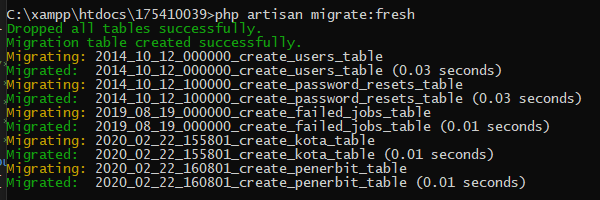 C:\xampp\htdocs\175410039>php artisan migrate:fresh
Dropped all tables successfully.
Migration table created successfully.
Migrating: 2014_10_12_000000_create_users_table
Migrated:  2014_10_12_000000_create_users_table (0.03 seconds)
Migrating: 2014_10_12_100000_create_password_resets_table
Migrated:  2014_10_12_100000_create_password_resets_table (0.03 seconds)
Migrating: 2019_08_19_000000_create_failed_jobs_table
Migrated:  2019_08_19_000000_create_failed_jobs_table (0.01 seconds)
Migrating: 2020_02_22_155801_create_kota_table
Migrated:  2020_02_22_155801_create_kota_table (0.01 seconds)
Migrating: 2020_02_22_160801_create_penerbit_table
Migrated:  2020_02_22_160801_create_penerbit_table (0.01 seconds)